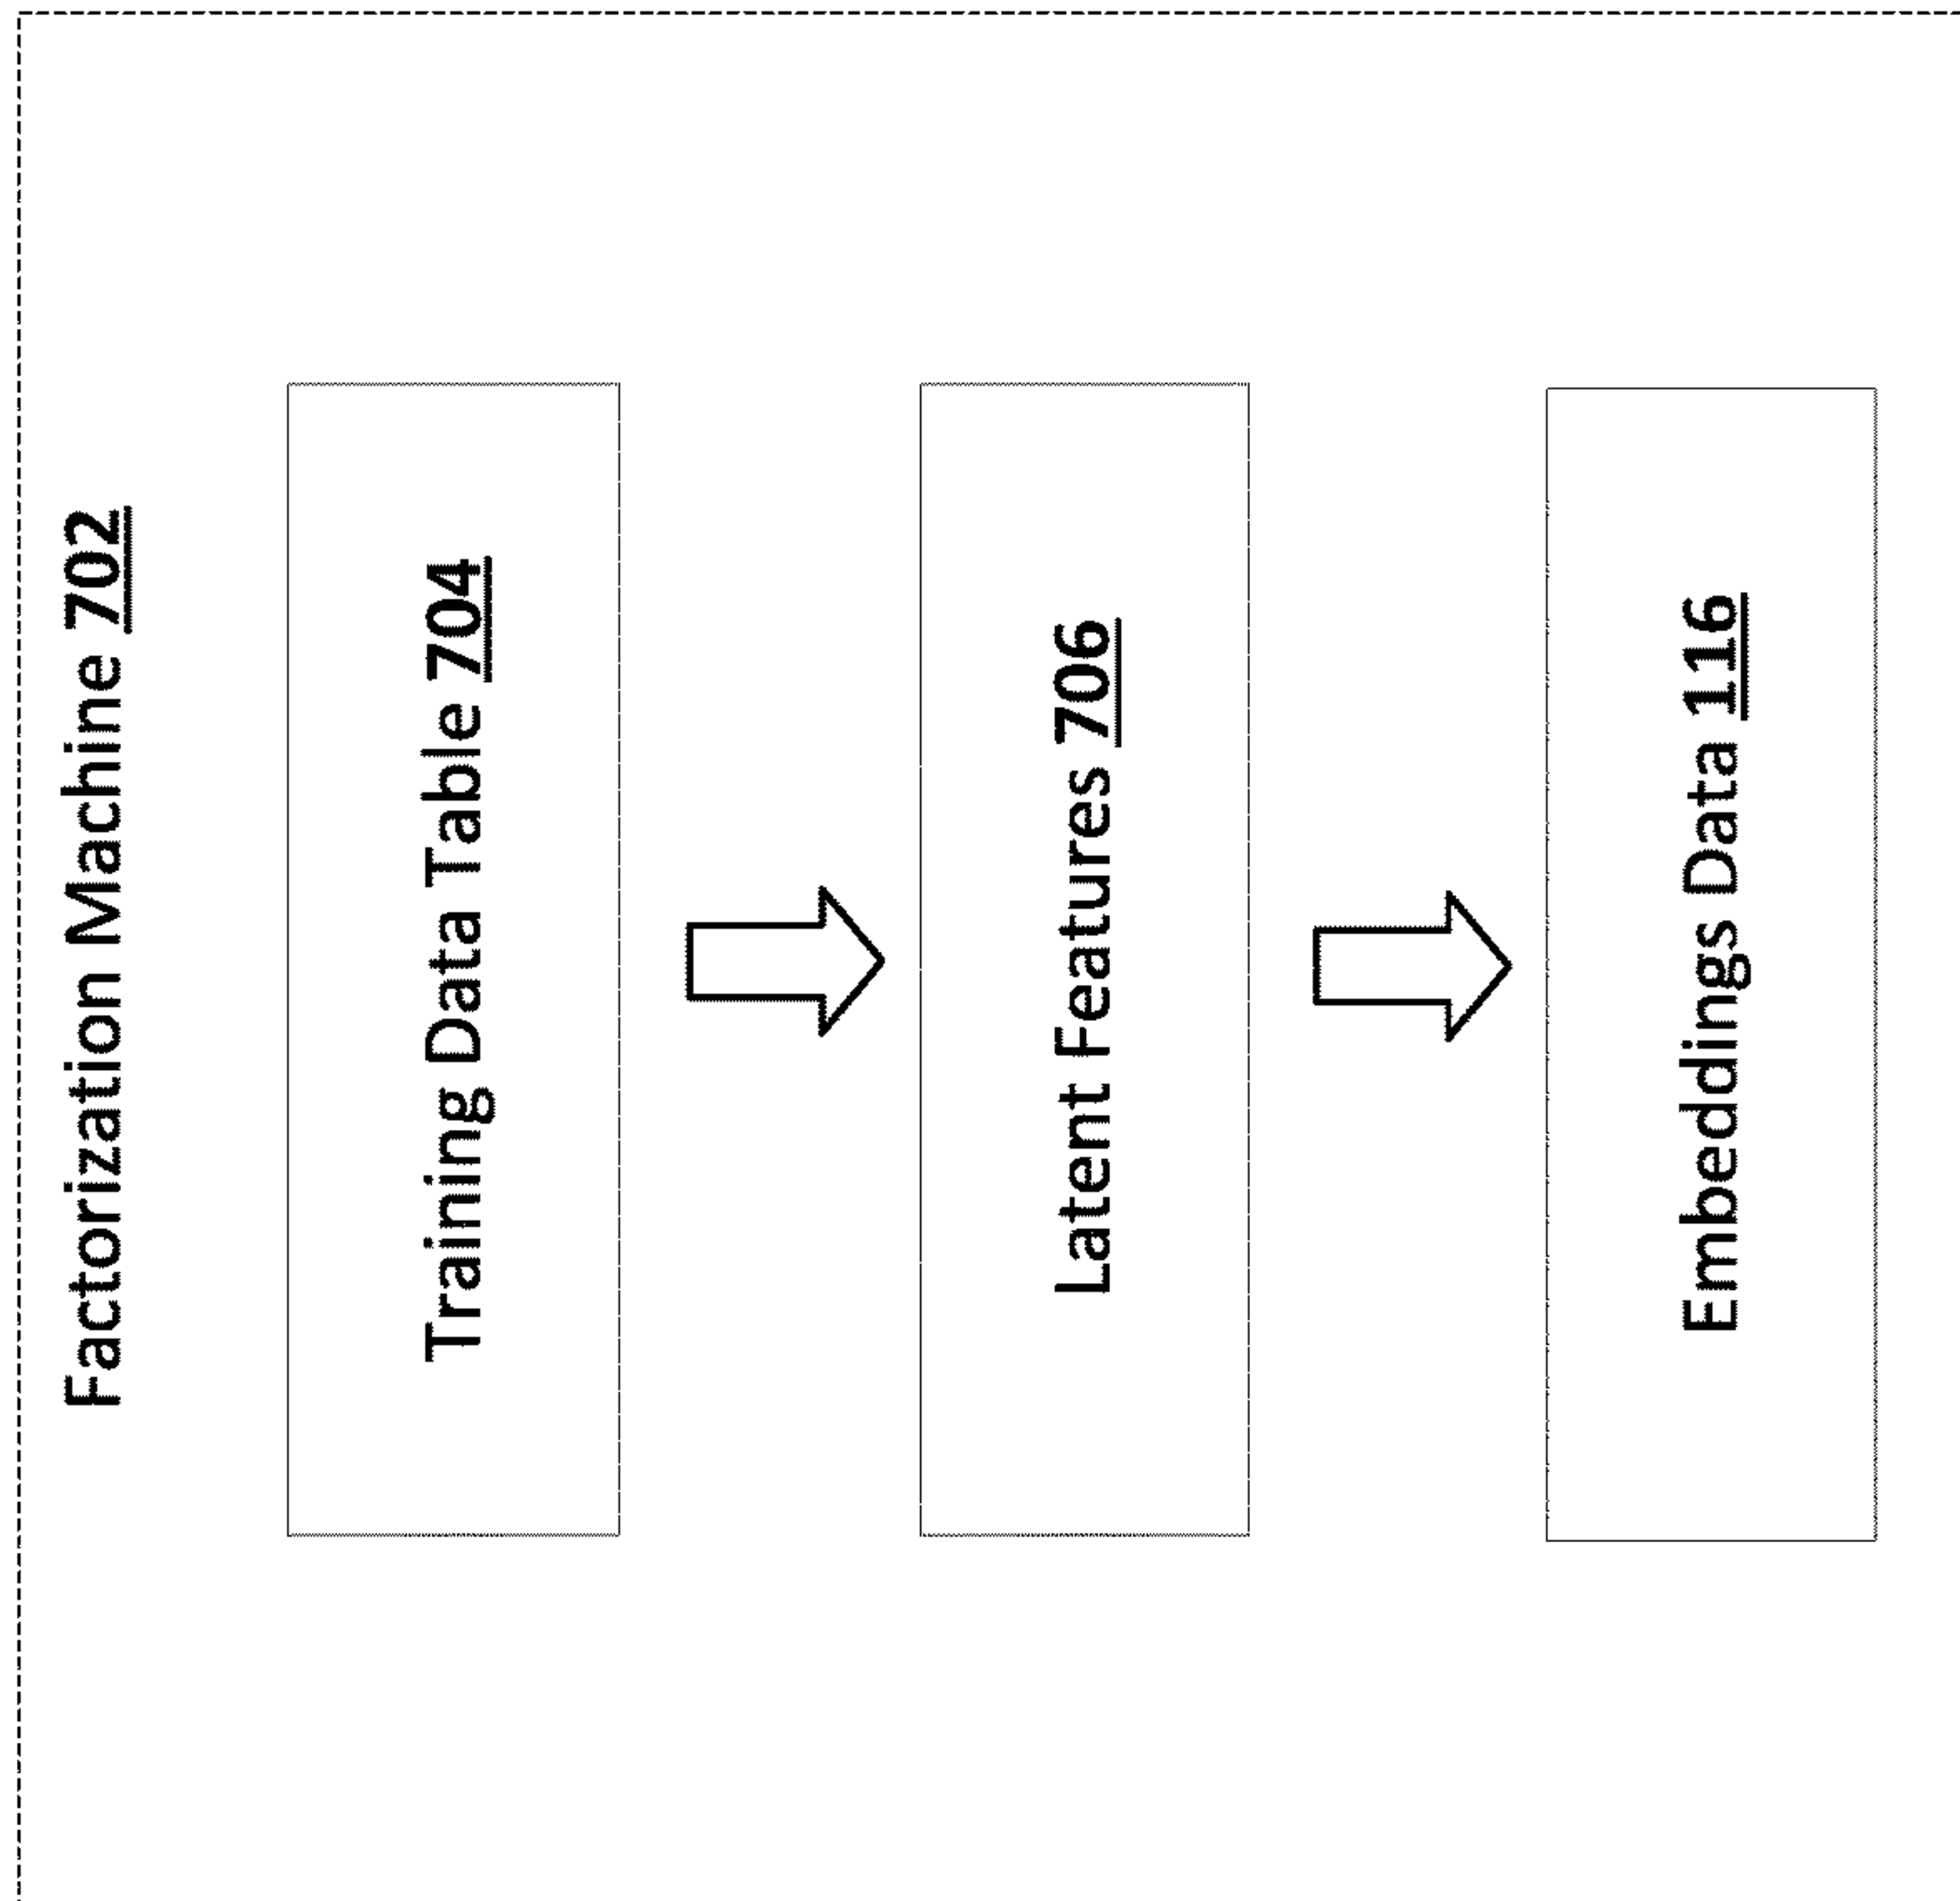 Factorization Machine 702
Training Data Table 704
Latent Features 706
Embeddings Data 116